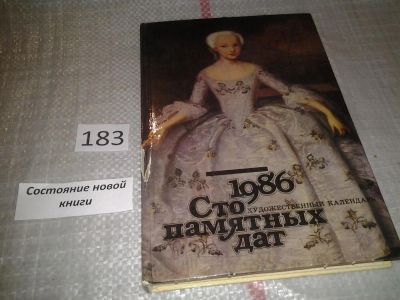 183
Состояние новой
книги
1986
Сто
ХУДОЖЕСТВЕННЫЙ КАЛЕНДАРЬ
памятных
дат